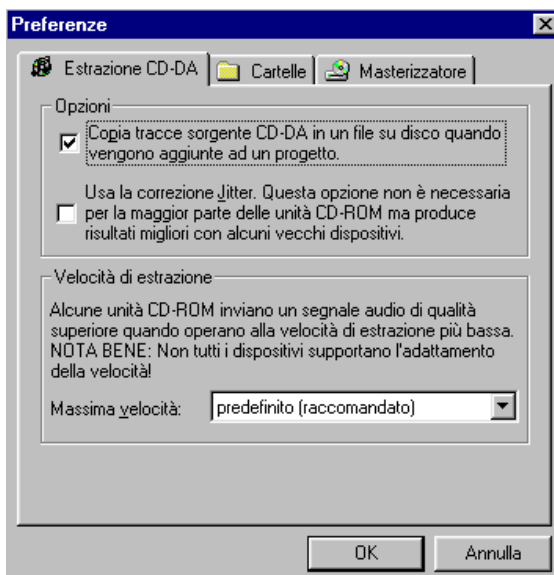 Preferenze
Estrazione CD-DA Cartelle Masterizzatore
Opzioni
Copia tracce sorgente CD-DA in un file su disco quando
vengono aggiunte ad un progetto.
Usa la correzione Jitter. Questa opzione non è necessaria
per la maggior parte delle unità CD-ROM ma produce
risultati migliori con alcuni vecchi dispositivi.
Velocità di estrazione
Alcune unità CD-ROM inviano un segnale audio di qualità
superiore quando operano alla velocità di estrazione più bassa.
NOTA BENE: Non tutti i dispositivi supportano l'adattamento
della velocità!
Massima velocità: predefinito (raccomandato)
OK Annulla